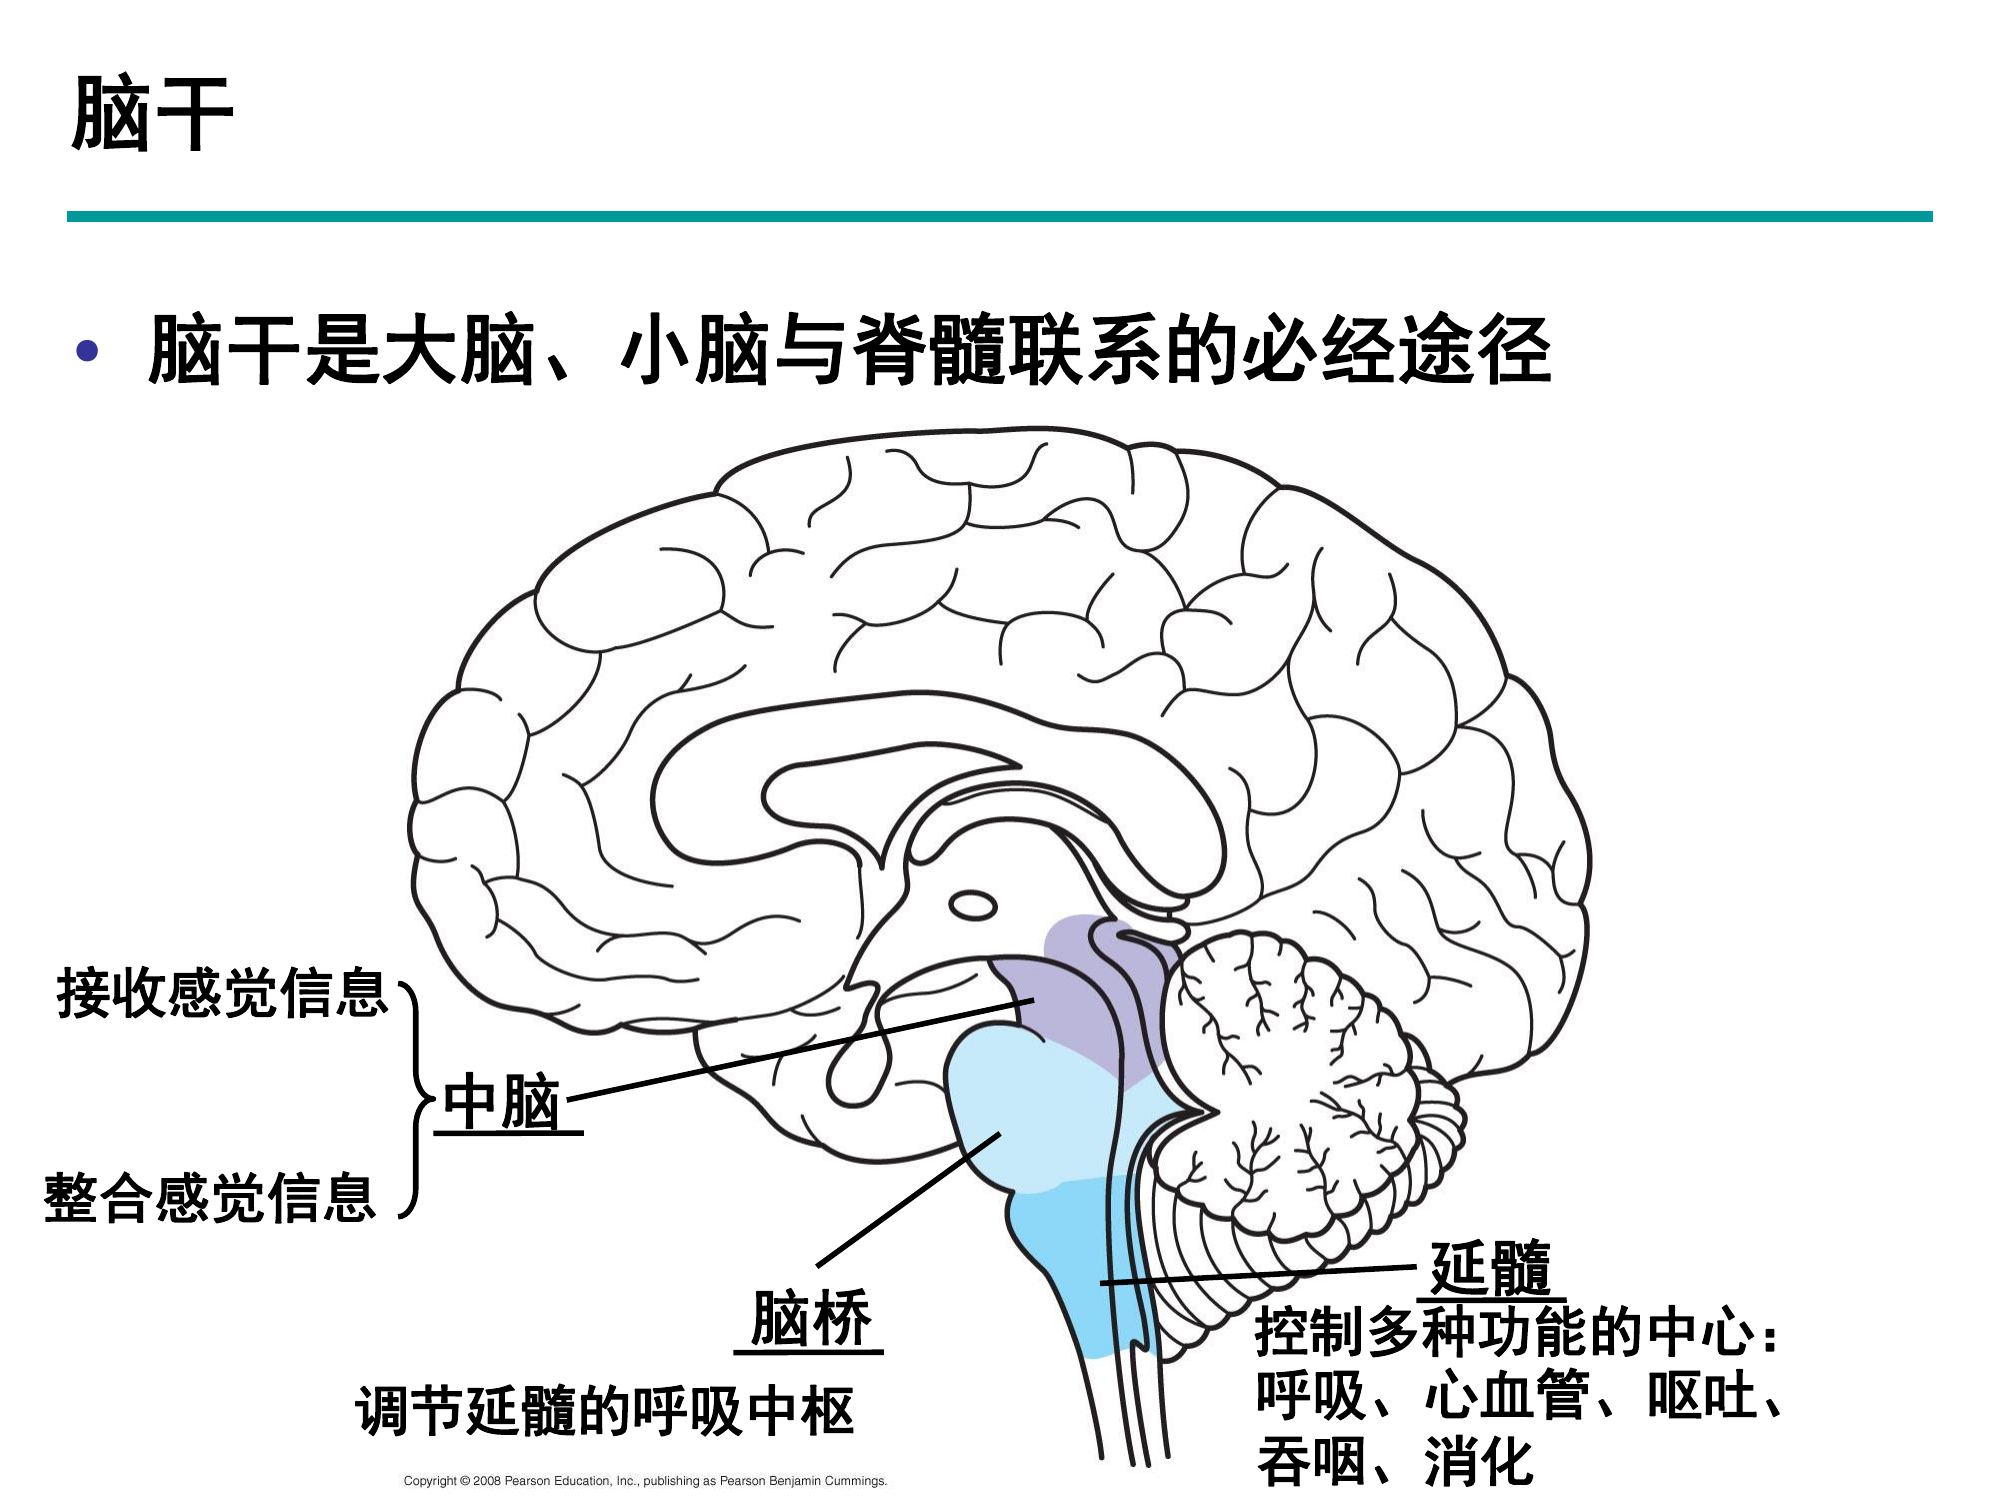 脑干
• 脑干是大脑、小脑与脊髓联系的必经途径
接收感觉信息
中脑
整合感觉信息
脑桥
调节延髓的呼吸中枢
延髓
控制多种功能的中心：
呼吸、心血管、呕吐、
吞咽、消化
Copyright © 2008 Pearson Education, Inc., publishing as Pearson Benjamin Cummings.